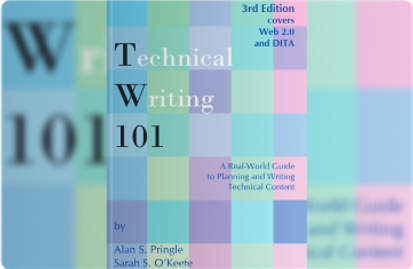 3rd Edition
covers
Web 2.0
and DITA
Technical
Writing
101
A Real-World Guide
to Planning and Writing
Technical Content
by
Alan S. Pringle
Sarah S. O'Keefe